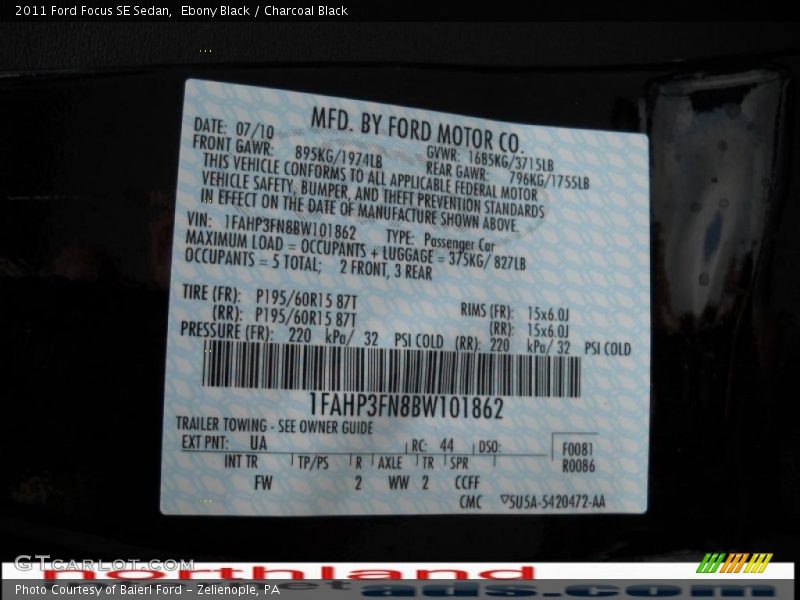 2011 Ford Focus SE Sedan,  Ebony Black / Charcoal Black
MFD. BY FORD MOTOR CO.
DATE: 07/10 GVWR: 1685KG/3715LB
FRONT GAWR: 895KG/1974LB REAR GAWR: 796KG/1755LB
THIS VEHICLE CONFORMS TO ALL APPLICABLE FEDERAL MOTOR
VEHICLE SAFETY, BUMPER, AND THEFT PREVENTION STANDARDS
IN EFFECT ON THE DATE OF MANUFACTURE SHOWN ABOVE.
VIN: 1FAHP3FN8BW101862 TYPE: Passenger Car
MAXIMUM LOAD = OCCUPANTS + LUGGAGE = 375KG/ 827LB
OCCUPANTS = 5 TOTAL; 2 FRONT, 3 REAR
TIRE (FR): P195/60R15 87T RIMS (FR): 15x6.0J
(RR): P195/60R15 87T (RR): 15x6.0J
PRESSURE (FR): 220 kPa/ 32 PSI COLD (RR): 220 kPa/ 32 PSI COLD
1FAHP3FN8BW101862
TRAILER TOWING - SEE OWNER GUIDE
EXT PNT: UA RC: 44 DSO: F0081
INT TR TP/PS R AXLE TR SPR R0086
FW 2 WW 2 CCFF
CMC 5U5A-5420472-AA
GTcarlot.com
northland
ads.com
Photo Courtesy of Baierl Ford – Zelienople, PA